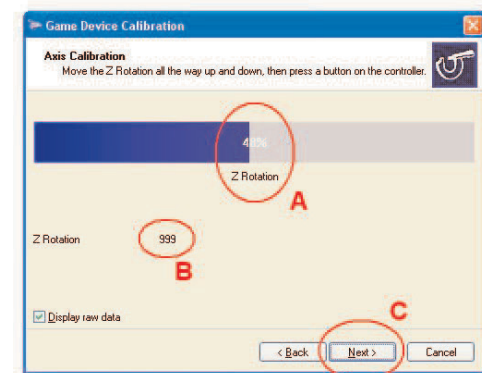 Game Device Calibration
Axis Calibration
Move the Z Rotation all the way up and down, then press a button on the controller.
Z Rotation
A
Z Rotation 999
B
Display raw data
C
< Back Next > Cancel